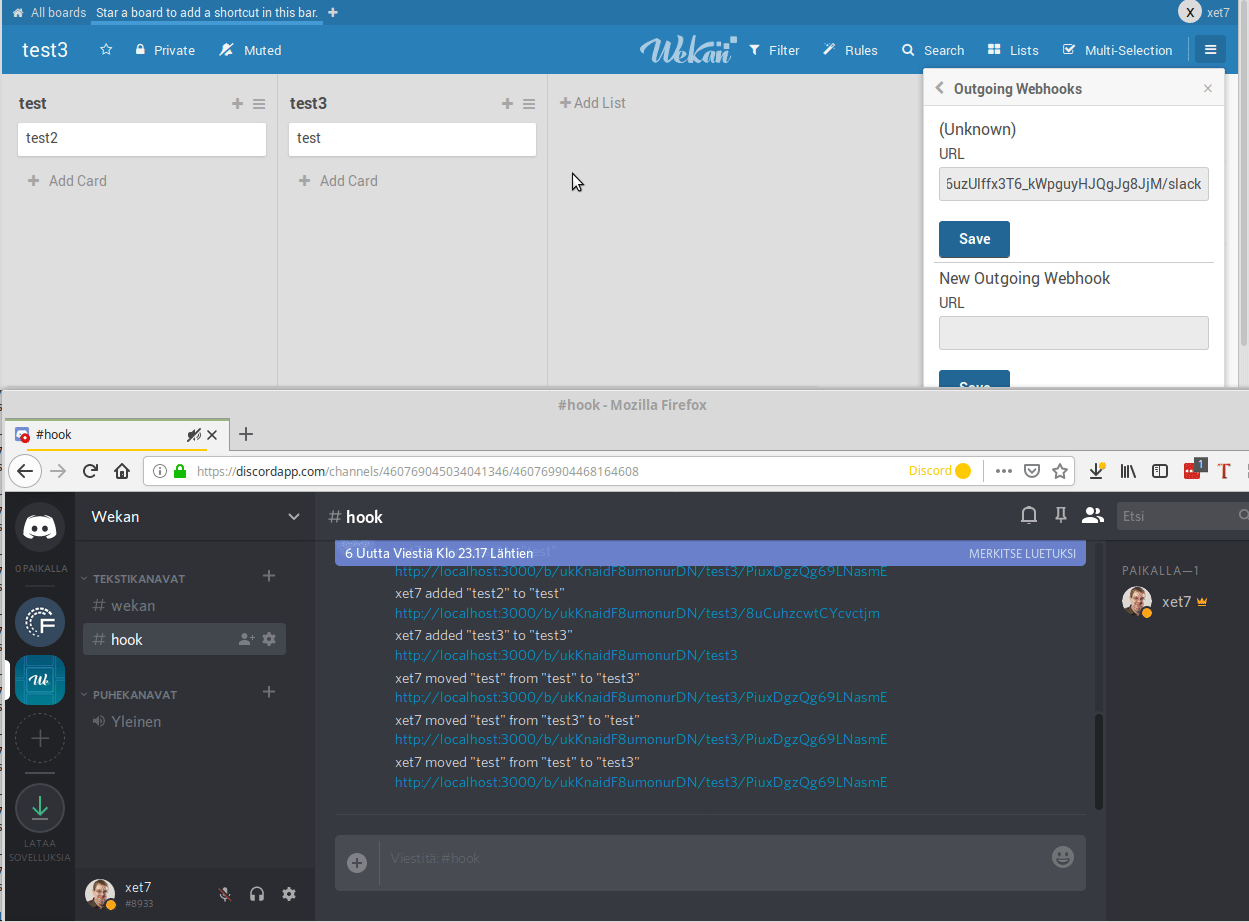 All boards Star a board to add a shortcut in this bar. xet7
X
test3 Private Muted Wekan Filter Rules Search Lists Multi-Selection
Outgoing Webhooks
test
test2
Add Card
test3
test
Add Card
Add List
(Unknown)
URL
6uzUlffx3T6_kWpguyHJQgJg8JjM/slack
Save
New Outgoing Webhook
URL
Save
#hook - Mozilla Firefox
#hook
https://discordapp.com/channels/460769045034041346/460769904468164608
Discord
1
T
0 PAIKALLA
LATAA
SOVELLUKSIA
Wekan
TEKSTIKANAVAT
# wekan
# hook
PUHEKANAVAT
Yleinen
xet7
#8933
# hook
Etsi
6 Uutta Viestiä Klo 23.17 Lähtien MERKITSE LUETUKSI
http://localhost:3000/b/ukKnaidF8umonurDN/test3/PiuxDgzQg69LNasmE
xet7 added "test2" to "test"
http://localhost:3000/b/ukKnaidF8umonurDN/test3/8uCuhzcwtCYcvctjm
xet7 added "test3" to "test3"
http://localhost:3000/b/ukKnaidF8umonurDN/test3
xet7 moved "test" from "test" to "test3"
http://localhost:3000/b/ukKnaidF8umonurDN/test3/PiuxDgzQg69LNasmE
xet7 moved "test" from "test3" to "test"
http://localhost:3000/b/ukKnaidF8umonurDN/test3/PiuxDgzQg69LNasmE
xet7 moved "test" from "test" to "test3"
http://localhost:3000/b/ukKnaidF8umonurDN/test3/PiuxDgzQg69LNasmE
Viestitä: #hook
PAIKALLA—1
xet7